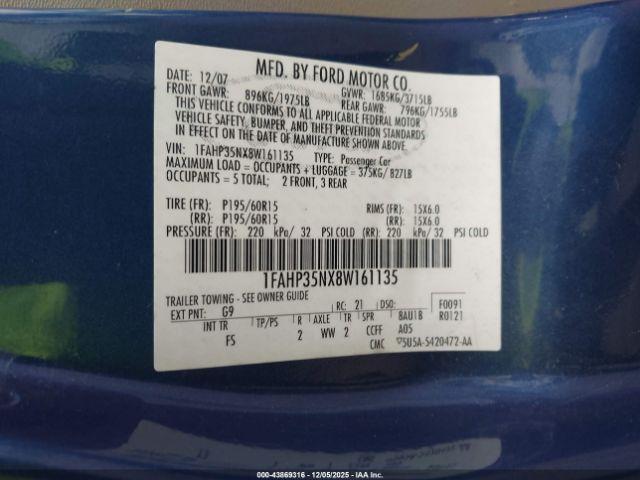 MFD. BY FORD MOTOR CO.
DATE: 12/07 GVWR: 1685KG/3715LB
FRONT GAWR: 896KG/1975LB REAR GAWR: 796KG/1755LB
THIS VEHICLE CONFORMS TO ALL APPLICABLE FEDERAL MOTOR
VEHICLE SAFETY, BUMPER, AND THEFT PREVENTION STANDARDS
IN EFFECT ON THE DATE OF MANUFACTURE SHOWN ABOVE.
VIN: 1FAHP35NX8W161135 TYPE: Passenger Car
MAXIMUM LOAD = OCCUPANTS + LUGGAGE = 375KG/ 827LB
OCCUPANTS = 5 TOTAL; 2 FRONT, 3 REAR
TIRE (FR): P195/60R15 RIMS (FR): 15X6.0
(RR): P195/60R15 (RR): 15X6.0
PRESSURE (FR): 220 kPa/ 32 PSI COLD (RR): 220 kPa/ 32 PSI COLD
1FAHP35NX8W161135
TRAILER TOWING - SEE OWNER GUIDE
EXT PNT: G9 RC: 21 DSO: F0091
INT TR TP/PS R AXLE TR SPR 8AU1B R0121
FS 2 WW 2 CCFF A05
CMC ▽5U5A-5420472-AA
000-43869316 - 12/05/2025 - IAA Inc.